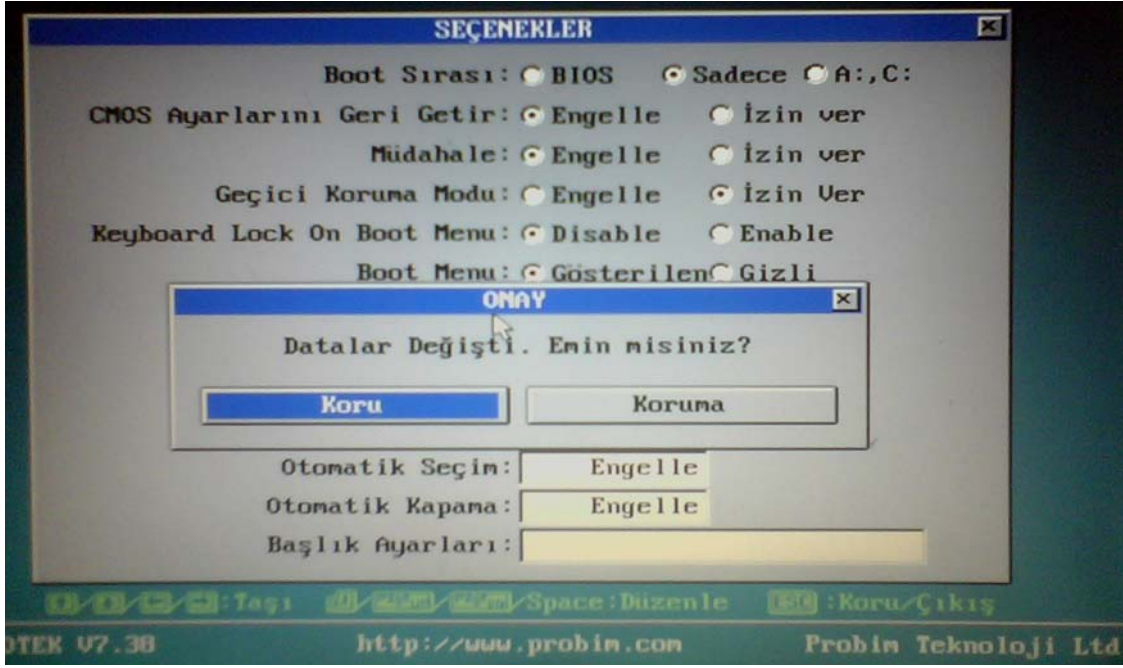 SEÇENEKLER
Boot Sırası: BIOS Sadece A:,C:
CMOS Ayarlarını Geri Getir: Engelle İzin ver
Müdahale: Engelle İzin ver
Geçici Koruma Modu: Engelle İzin Ver
Keyboard Lock On Boot Menu: Disable Enable
Boot Menu: Gösterilen Gizli
ONAY
Datalar Değişti. Emin misiniz?
Koru Koruma
Otomatik Seçim: Engelle
Otomatik Kapama: Engelle
Başlık Ayarları:
:Taşı /Space:Düzenle :Koru/Çıkış
OTEK V7.30 http://www.probim.com Probim Teknoloji Ltd